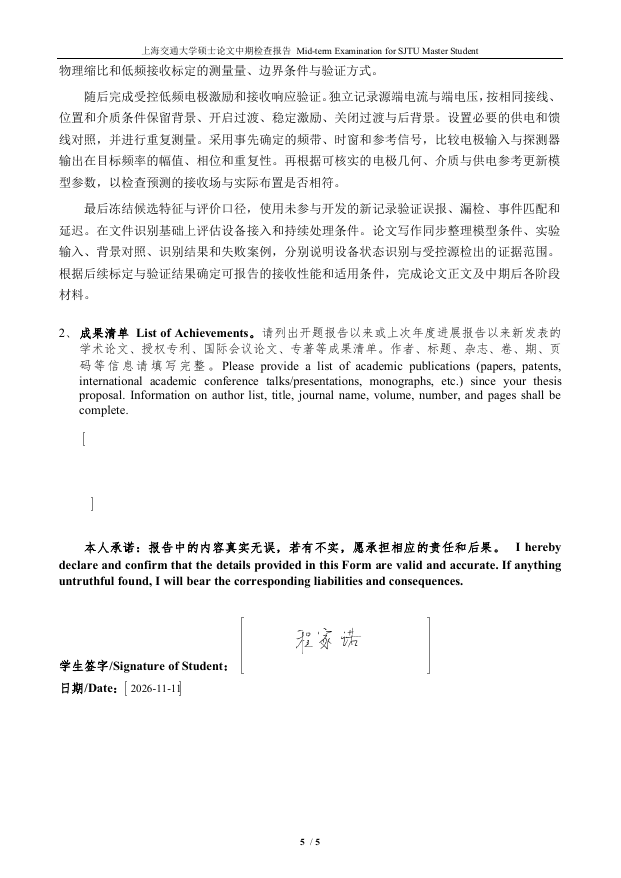 上海交通大学硕士论文中期检查报告 Mid-term Examination for SJTU Master Student
物理缩比和低频接收标定的测量量、边界条件与验证方式。
随后完成受控低频电极激励和接收响应验证。独立记录源端电流与端电压，按相同接线、
位置和介质条件保留背景、开启过渡、稳定激励、关闭过渡与后背景。设置必要的供电和馈
线对照，并进行重复测量。采用事先确定的频带、时窗和参考信号，比较电极输入与探测器
输出在目标频率的幅值、相位和重复性。再根据可核实的电极几何、介质与供电参考更新模
型参数，以检查预测的接收场与实际布置是否相符。
最后冻结候选特征与评价口径，使用未参与开发的新记录验证误报、漏检、事件匹配和
延迟。在文件识别基础上评估设备接入和持续处理条件。论文写作同步整理模型条件、实验
输入、背景对照、识别结果和失败案例，分别说明设备状态识别与受控源检出的证据范围。
根据后续标定与验证结果确定可报告的接收性能和适用条件，完成论文正文及中期后各阶段
材料。
2、成果清单 List of Achievements。请列出开题报告以来或上次年度进展报告以来新发表的
学术论文、授权专利、国际会议论文、专著等成果清单。作者、标题、杂志、卷、期、页
码等信息请填写完整。Please provide a list of academic publications (papers, patents,
international academic conference talks/presentations, monographs, etc.) since your thesis
proposal. Information on author list, title, journal name, volume, number, and pages shall be
complete.
[
]
本人承诺：报告中的内容真实无误，若有不实，愿承担相应的责任和后果。 I hereby
declare and confirm that the details provided in this Form are valid and accurate. If anything
untruthful found, I will bear the corresponding liabilities and consequences.
程家诺
学生签字/Signature of Student：
日期/Date：[ 2026-11-11]
5 / 5